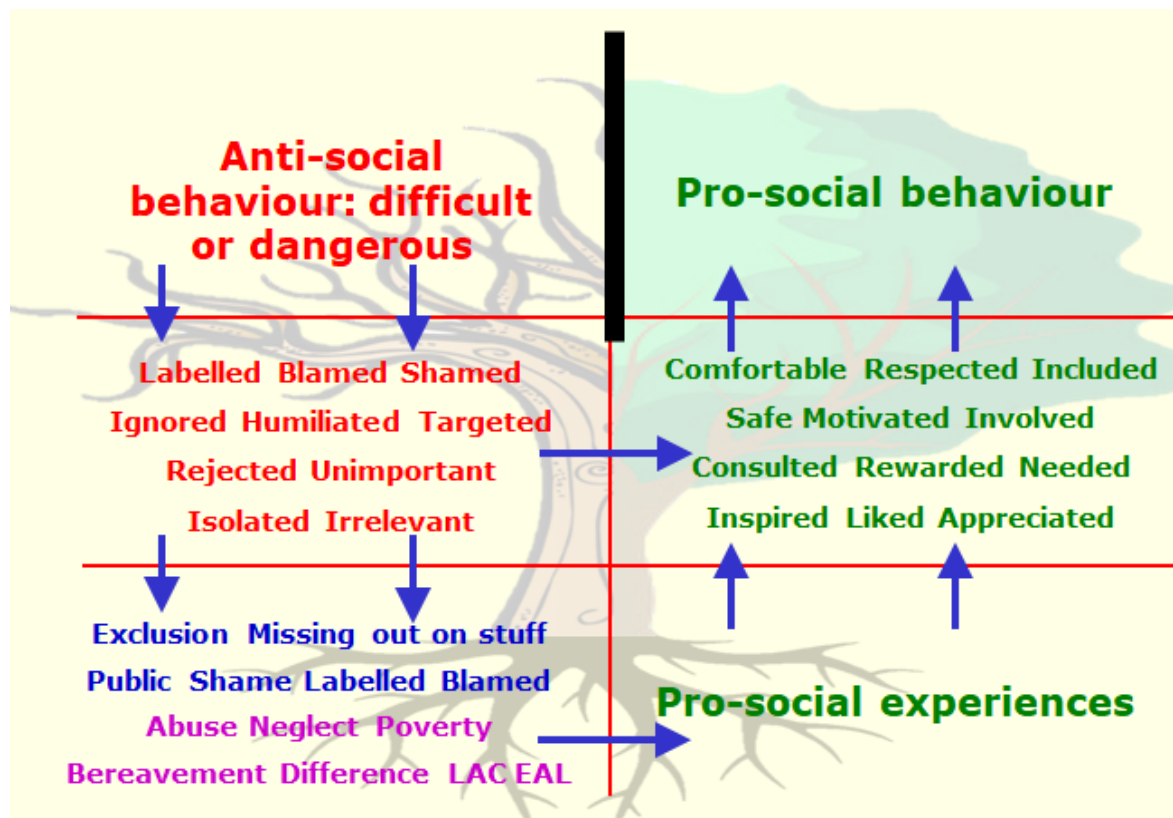 Anti-social
behaviour: difficult
or dangerous
Labelled Blamed Shamed
Ignored Humiliated Targeted
Rejected Unimportant
Isolated Irrelevant
Exclusion Missing out on stuff
Public Shame Labelled Blamed
Abuse Neglect Poverty
Bereavement Difference LAC EAL
Pro-social behaviour
Comfortable Respected Included
Safe Motivated Involved
Consulted Rewarded Needed
Inspired Liked Appreciated
Pro-social experiences